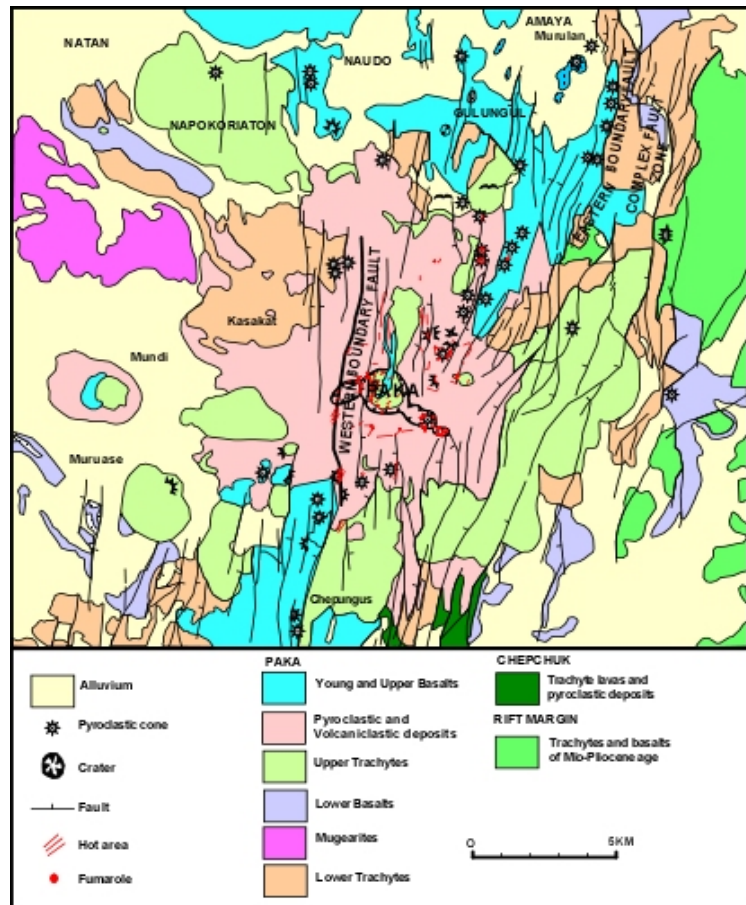 AMAYA
Murulan
NATAN
NAUDO
GULUNGUL
NAPOKORIATON
EASTERN BOUNDARY FAULT
COMPLEX FAULT
ZONE
WESTERN BOUNDARY FAULT
Kasakat
Mundi
PAKA
Muruase
Chepungus
Alluvium
Pyroclastic cone
Crater
Fault
Hot area
Fumarole
PAKA
Young and Upper Basalts
Pyroclastic and
Volcaniclastic deposits
Upper Trachytes
Lower Basalts
Mugearites
Lower Trachytes
CHEPCHUK
Trachyte lavas and
pyroclastic deposits
RIFT MARGIN
Trachytes and basalts
of Mio-Pliocene age
O 5KM